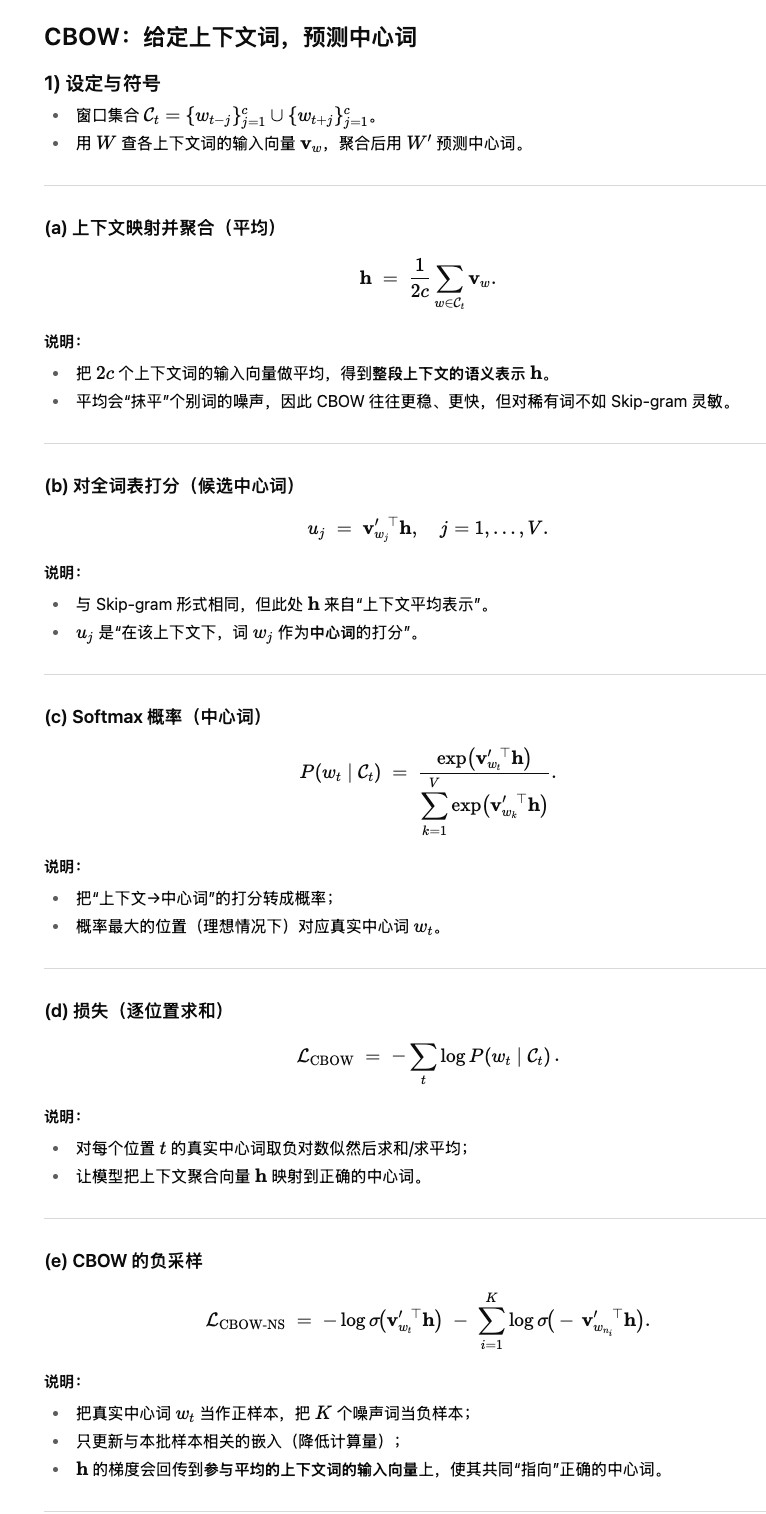 CBOW：给定上下文词，预测中心词
1) 设定与符号
• 窗口集合 $\mathcal{C}_t = \{w_{t-j}\}_{j=1}^{c} \cup \{w_{t+j}\}_{j=1}^{c}$。
• 用 $W$ 查各上下文词的输入向量 $\mathbf{v}_w$，聚合后用 $W'$ 预测中心词。
(a) 上下文映射并聚合（平均）
$\mathbf{h} = \frac{1}{2c} \sum_{w \in \mathcal{C}_t} \mathbf{v}_w.$
说明：
• 把 $2c$ 个上下文词的输入向量做平均，得到整段上下文的语义表示 $\mathbf{h}$。
• 平均会“抹平”个别词的噪声，因此 CBOW 往往更稳、更快，但对稀有词不如 Skip-gram 灵敏。
(b) 对全词表打分（候选中心词）
$u_j = {\mathbf{v}'_{w_j}}^{\top} \mathbf{h}, \quad j = 1, \ldots, V.$
说明：
• 与 Skip-gram 形式相同，但此处 $\mathbf{h}$ 来自“上下文平均表示”。
• $u_j$ 是“在该上下文下，词 $w_j$ 作为中心词的打分”。
(c) Softmax 概率（中心词）
$P(w_t \mid \mathcal{C}_t) = \frac{\exp({\mathbf{v}'_{w_t}}^{\top} \mathbf{h})}{\sum_{k=1}^{V} \exp({\mathbf{v}'_{w_k}}^{\top} \mathbf{h})}.$
说明：
• 把“上下文→中心词”的打分转成概率；
• 概率最大的位置（理想情况下）对应真实中心词 $w_t$。
(d) 损失（逐位置求和）
$\mathcal{L}_{\text{CBOW}} = -\sum_{t} \log P(w_t \mid \mathcal{C}_t).$
说明：
• 对每个位置 $t$ 的真实中心词取负对数似然后求和/求平均；
• 让模型把上下文聚合向量 $\mathbf{h}$ 映射到正确的中心词。
(e) CBOW 的负采样
$\mathcal{L}_{\text{CBOW-NS}} = -\log \sigma({\mathbf{v}'_{w_t}}^{\top} \mathbf{h}) - \sum_{i=1}^{K} \log \sigma(-{\mathbf{v}'_{w_{n_i}}}^{\top} \mathbf{h}).$
说明：
• 把真实中心词 $w_t$ 当作正样本，把 $K$ 个噪声词当负样本；
• 只更新与本批样本相关的嵌入（降低计算量）；
• $\mathbf{h}$ 的梯度会回传到参与平均的上下文词的输入向量上，使其共同“指向”正确的中心词。